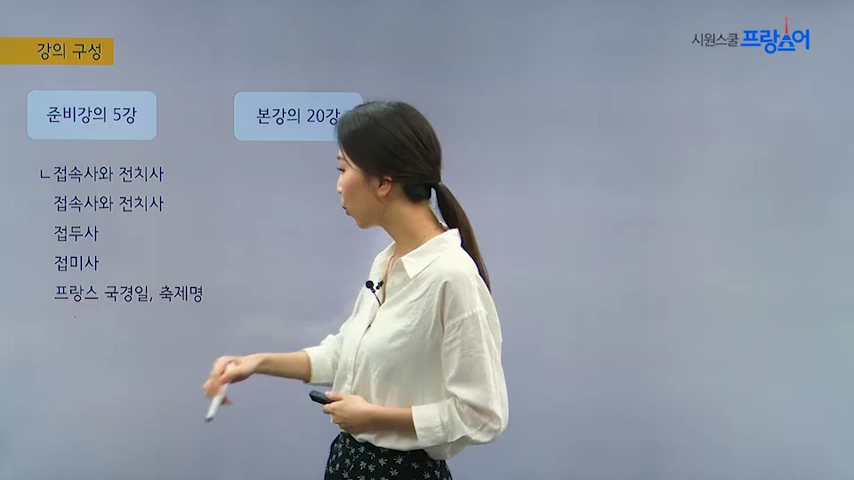 강의 구성
시원스쿨 프랑스어
준비강의 5강
본강의 20강
ㄴ접속사와 전치사
접속사와 전치사
접두사
접미사
프랑스 국경일, 축제명